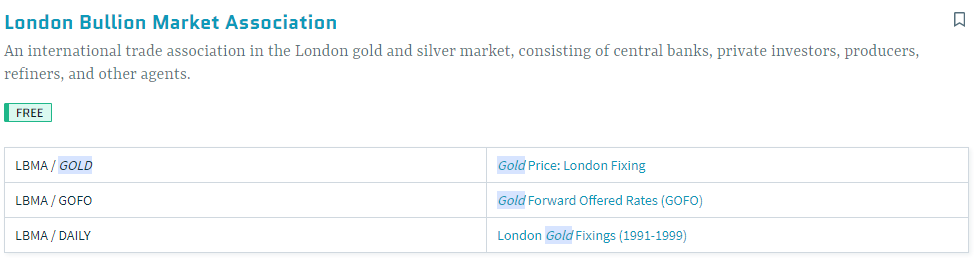 London Bullion Market Association
An international trade association in the London gold and silver market, consisting of central banks, private investors, producers,
refiners, and other agents.
FREE
LBMA / GOLD Gold Price: London Fixing
LBMA / GOFO Gold Forward Offered Rates (GOFO)
LBMA / DAILY London Gold Fixings (1991-1999)